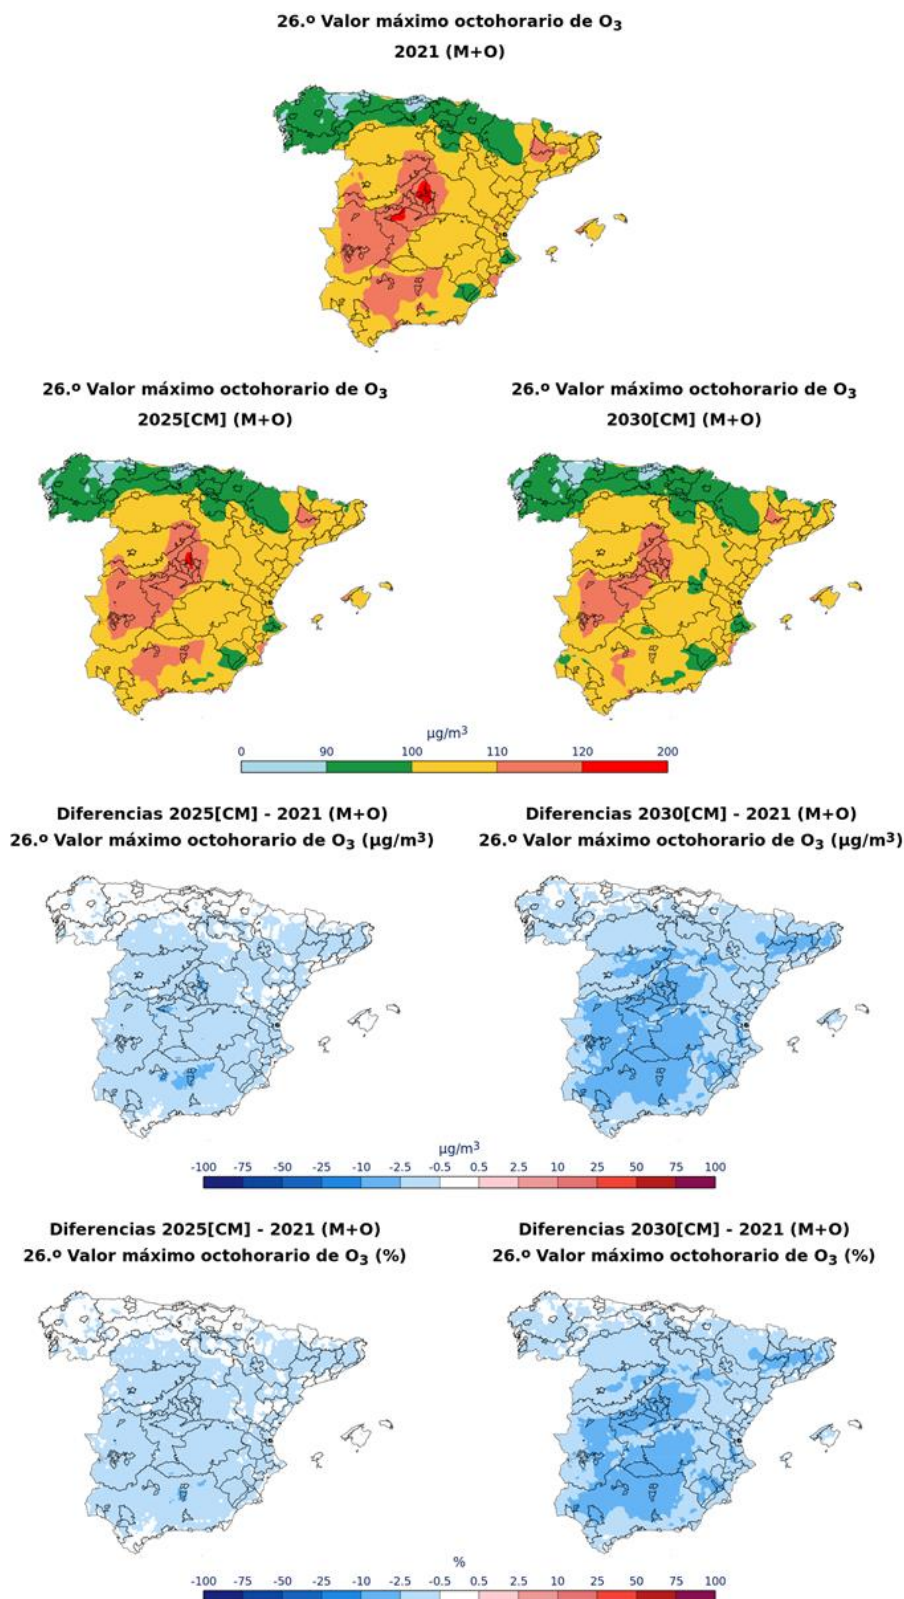 26.º Valor máximo octohorario de O₃
2021 (M+O)
26.º Valor máximo octohorario de O₃
2025[CM] (M+O)
26.º Valor máximo octohorario de O₃
2030[CM] (M+O)
µg/m³
0 90 100 110 120 200
Diferencias 2025[CM] - 2021 (M+O)
26.º Valor máximo octohorario de O₃ (µg/m³)
Diferencias 2030[CM] - 2021 (M+O)
26.º Valor máximo octohorario de O₃ (µg/m³)
µg/m³
-100 -75 -50 -25 -10 -2.5 -0.5 0.5 2.5 10 25 50 75 100
Diferencias 2025[CM] - 2021 (M+O)
26.º Valor máximo octohorario de O₃ (%)
Diferencias 2030[CM] - 2021 (M+O)
26.º Valor máximo octohorario de O₃ (%)
%
-100 -75 -50 -25 -10 -2.5 -0.5 0.5 2.5 10 25 50 75 100